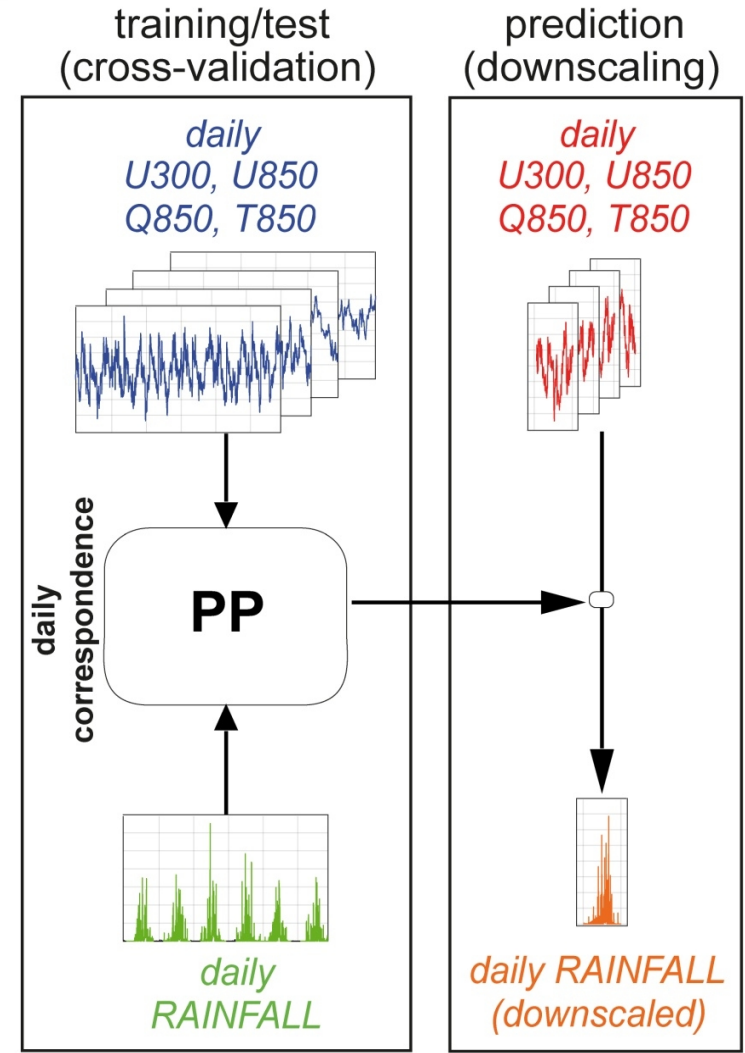 training/test
(cross-validation)
prediction
(downscaling)
daily
U300, U850
Q850, T850
daily
U300, U850
Q850, T850
daily
correspondence
PP
daily
RAINFALL
daily RAINFALL
(downscaled)